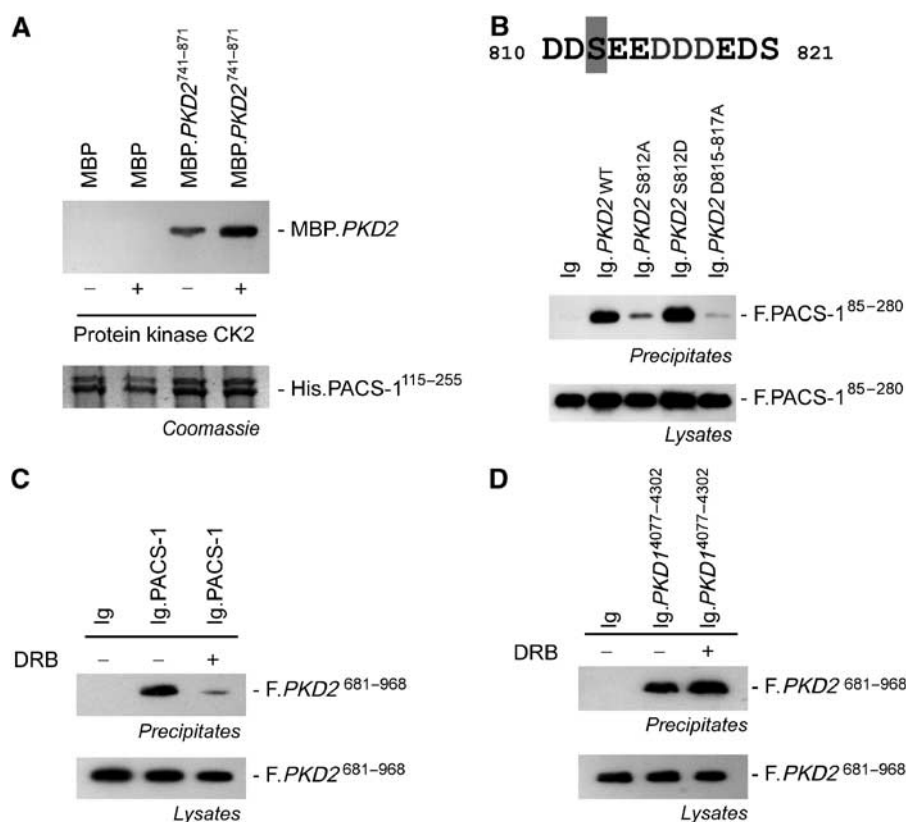 A
MBP
MBP
MBP.PKD2741–871
MBP.PKD2741–871
- MBP.PKD2
– + – +
Protein kinase CK2
- His.PACS-1115–255
Coomassie
B
810 DDSEEDDDEDS 821
Ig
Ig.PKD2 WT
Ig.PKD2 S812A
Ig.PKD2 S812D
Ig.PKD2 D815-817A
- F.PACS-185–280
Precipitates
- F.PACS-185–280
Lysates
C
Ig
Ig.PACS-1
Ig.PACS-1
DRB – – +
- F.PKD2 681–968
Precipitates
- F.PKD2 681–968
Lysates
D
Ig
Ig.PKD14077–4302
Ig.PKD14077–4302
DRB – – +
- F.PKD2 681–968
Precipitates
- F.PKD2 681–968
Lysates